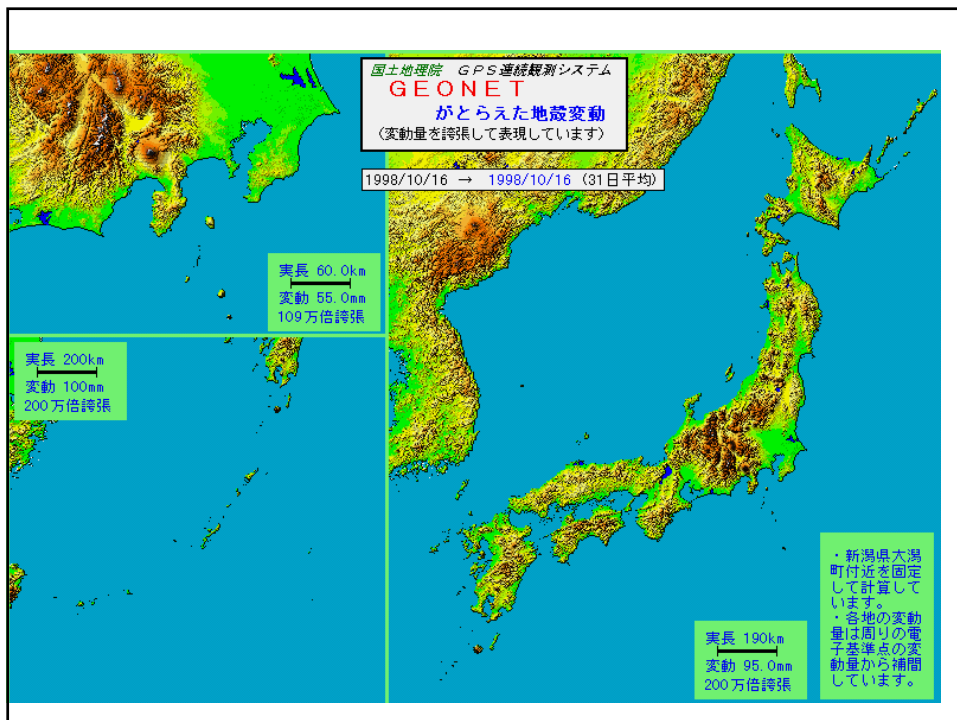 国土地理院 GPS連続観測システム
GEONET
がとらえた地殻変動
(変動量を誇張して表現しています)
1998/10/16 → 1998/10/16 (31日平均)
実長 60.0km
変動 55.0mm
109万倍誇張
実長 200km
変動 100mm
200万倍誇張
・新潟県大潟
町付近を固定
して計算して
います。
・各地の変動
量は周りの電
子基準点の変
動量から補間
しています。
実長 190km
変動 95.0mm
200万倍誇張